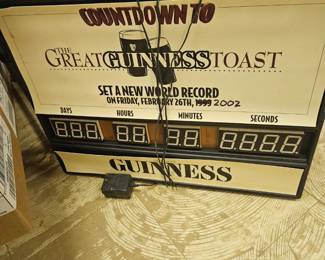 COUNTDOWN TO
THE
GREAT GUINNESS TOAST
SET A NEW WORLD RECORD
ON FRIDAY, FEBRUARY 26TH, 1999 2002
DAYS HOURS MINUTES SECONDS
888 88 88 8888
GUINNESS